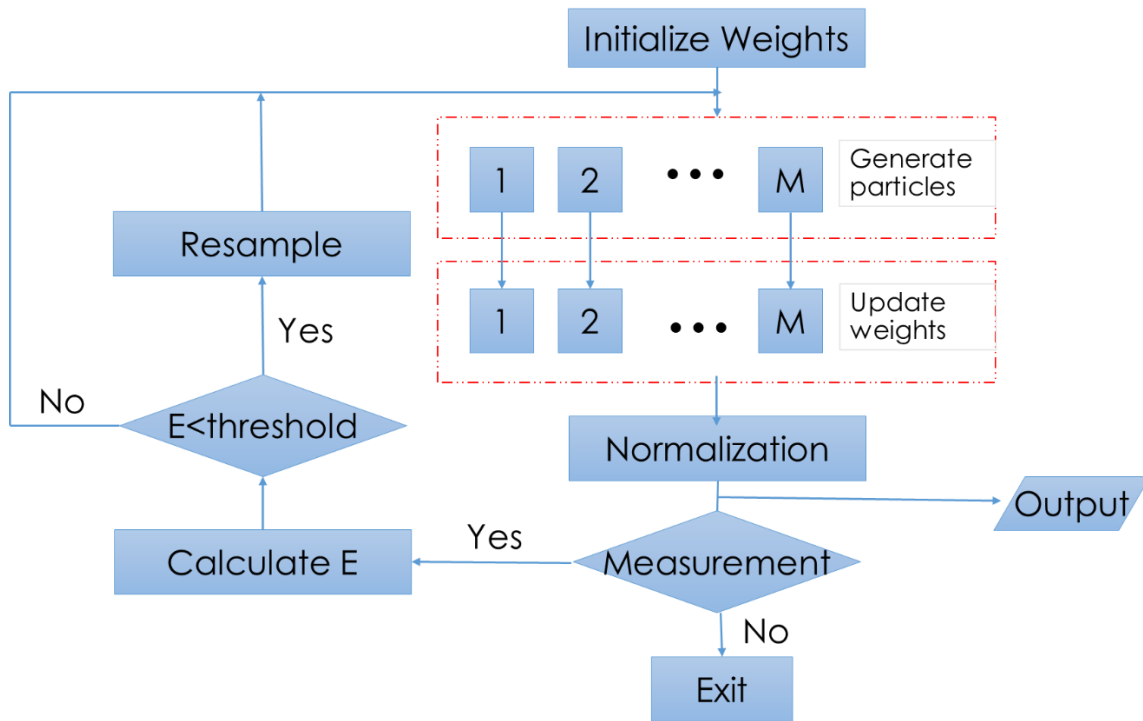 Initialize Weights
1
2
•••
M
Generate
particles
Resample
1
2
•••
M
Update
weights
Yes
No
E<threshold
Normalization
Output
Calculate E
Yes
Measurement
No
Exit